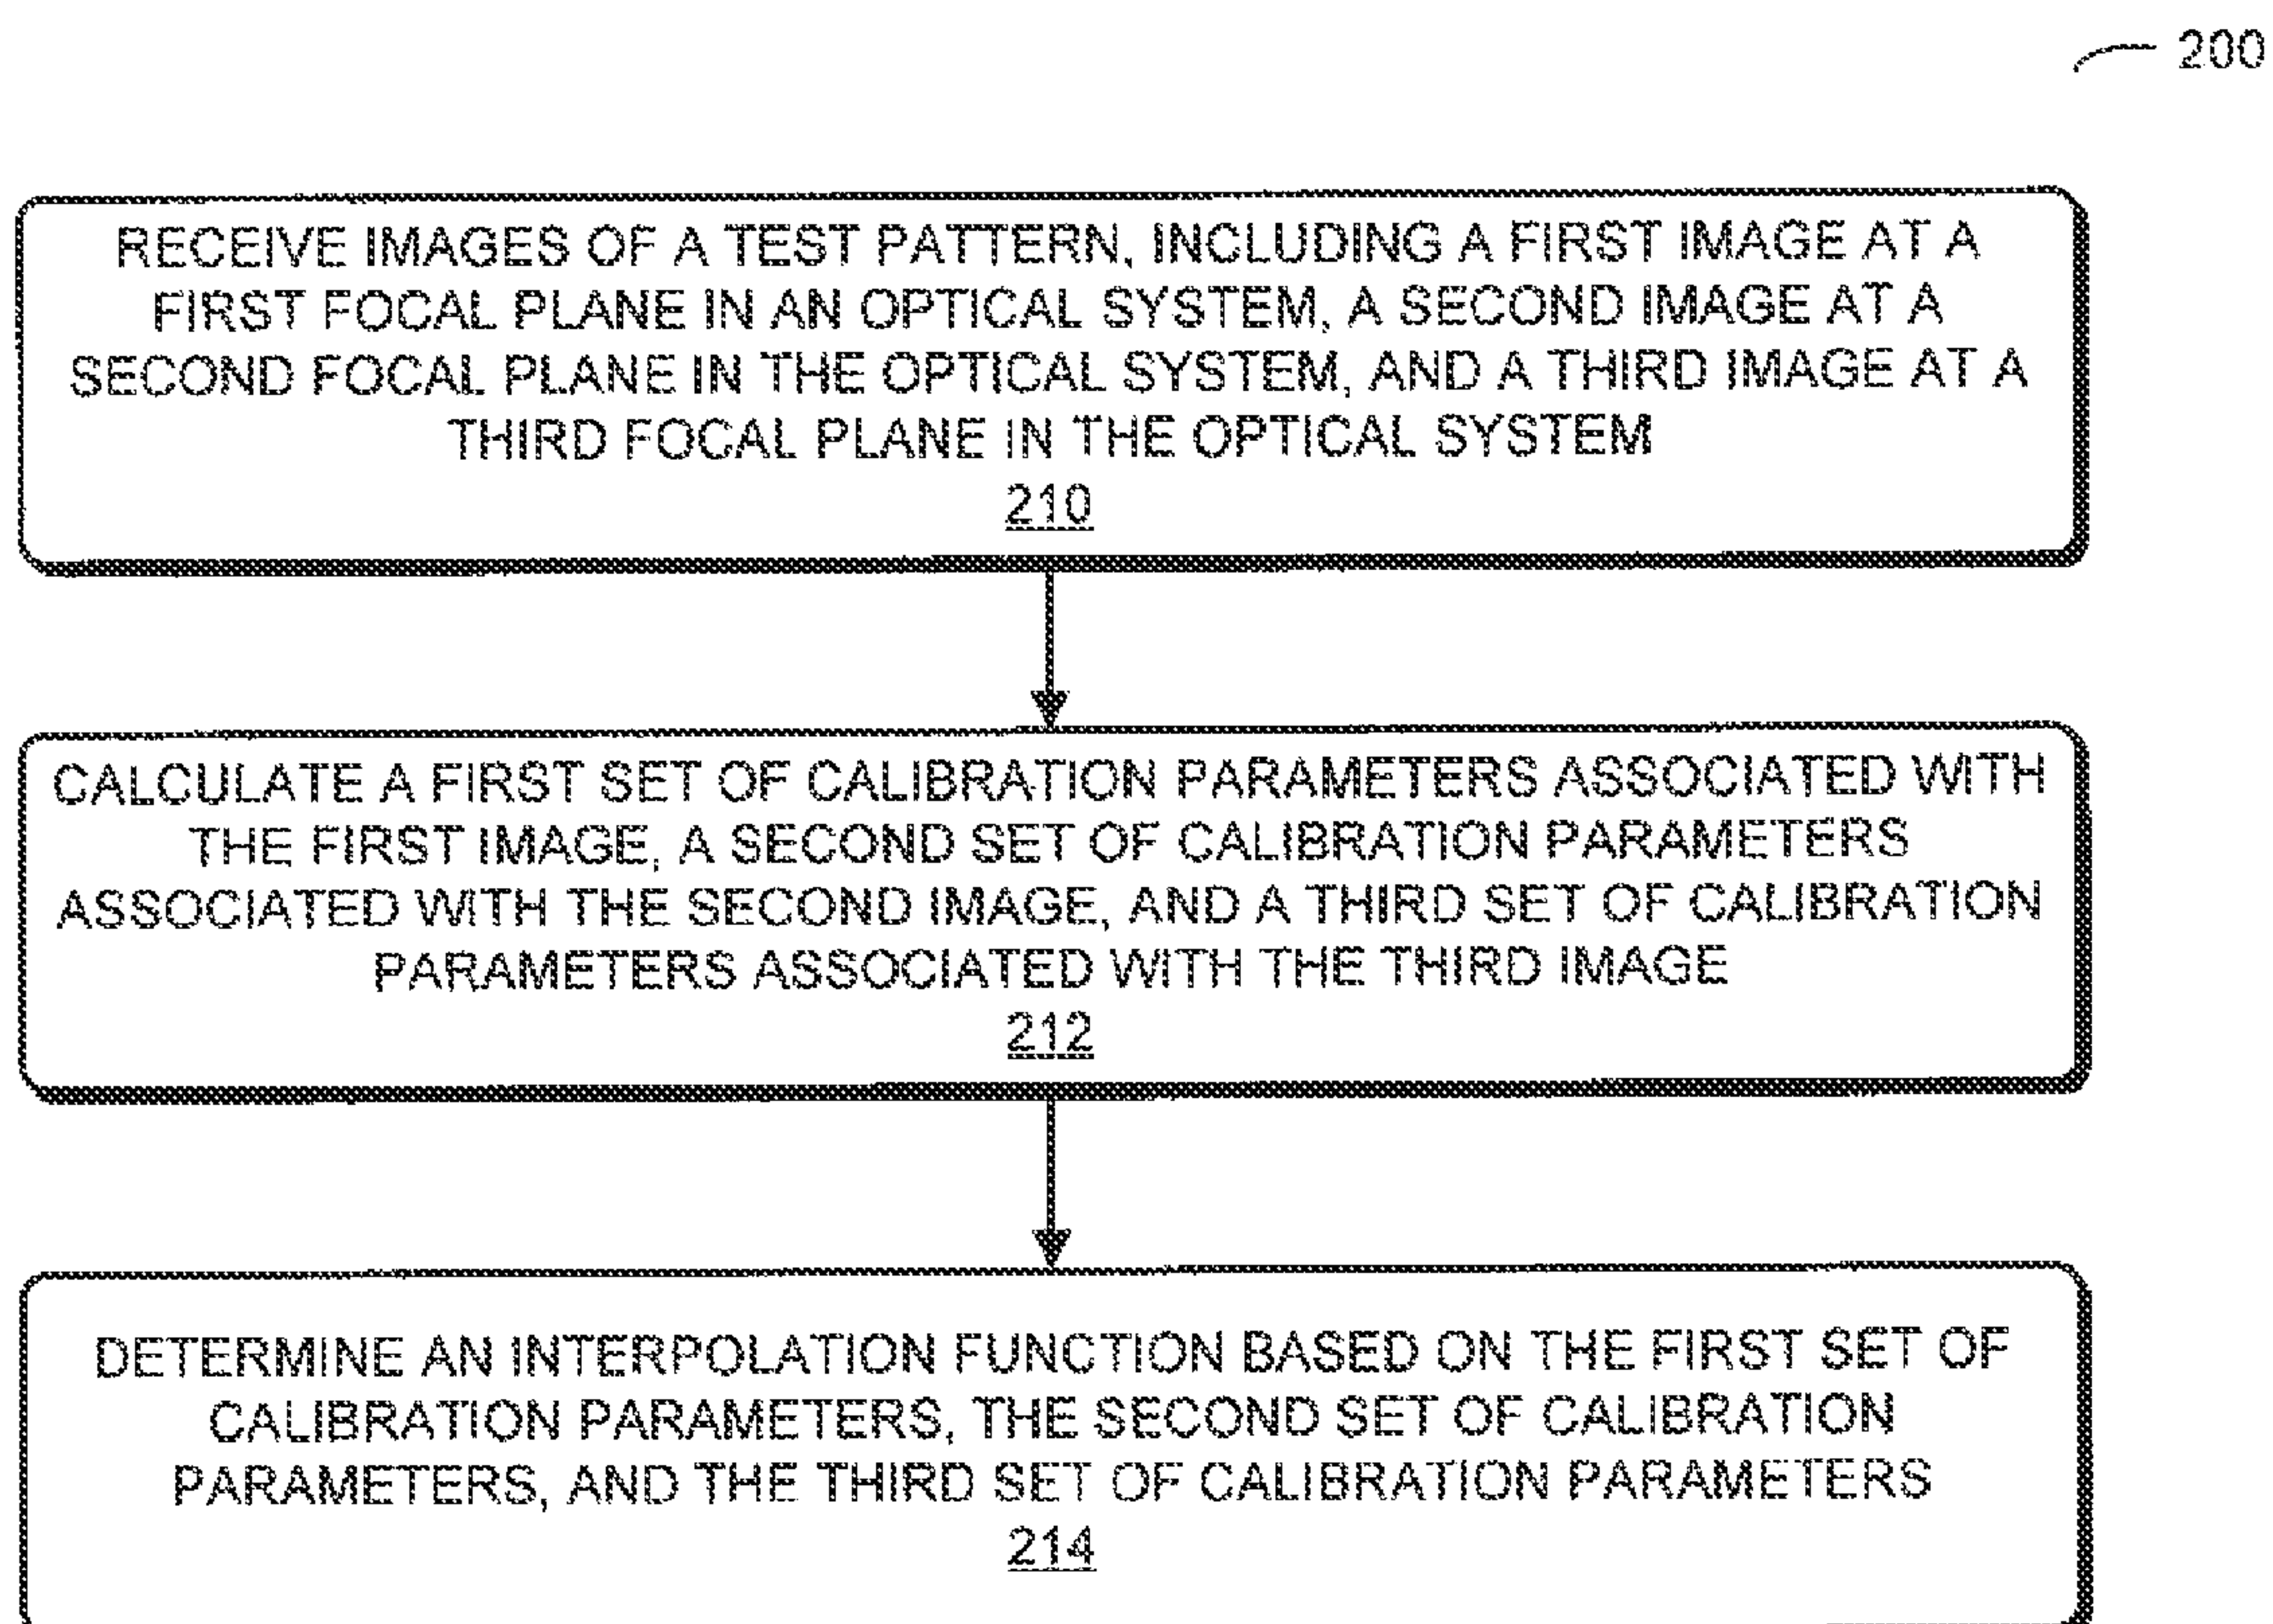 200
RECEIVE IMAGES OF A TEST PATTERN, INCLUDING A FIRST IMAGE AT A
FIRST FOCAL PLANE IN AN OPTICAL SYSTEM, A SECOND IMAGE AT A
SECOND FOCAL PLANE IN THE OPTICAL SYSTEM, AND A THIRD IMAGE AT A
THIRD FOCAL PLANE IN THE OPTICAL SYSTEM
210
CALCULATE A FIRST SET OF CALIBRATION PARAMETERS ASSOCIATED WITH
THE FIRST IMAGE, A SECOND SET OF CALIBRATION PARAMETERS
ASSOCIATED WITH THE SECOND IMAGE, AND A THIRD SET OF CALIBRATION
PARAMETERS ASSOCIATED WITH THE THIRD IMAGE
212
DETERMINE AN INTERPOLATION FUNCTION BASED ON THE FIRST SET OF
CALIBRATION PARAMETERS, THE SECOND SET OF CALIBRATION
PARAMETERS, AND THE THIRD SET OF CALIBRATION PARAMETERS
214